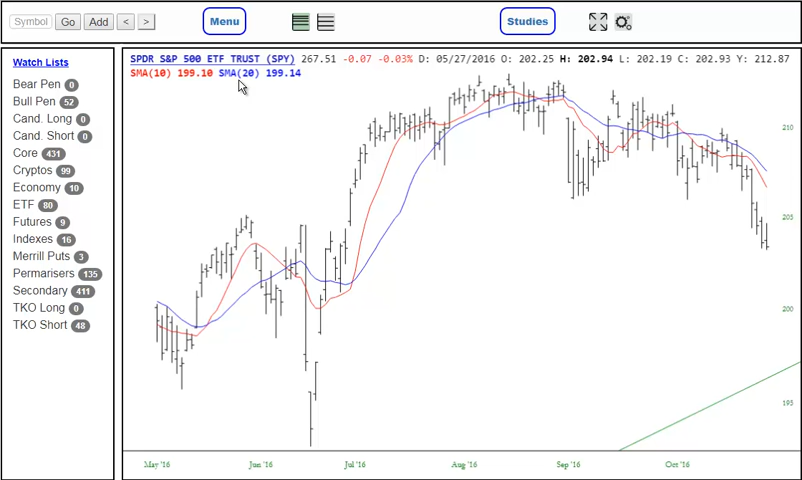 Symbol Go Add < > Menu Studies
Watch Lists
Bear Pen 0
Bull Pen 52
Cand. Long 0
Cand. Short 0
Core 431
Cryptos 99
Economy 10
ETF 80
Futures 9
Indexes 16
Merrill Puts 3
Permarisers 135
Secondary 411
TKO Long 0
TKO Short 48
SPDR S&P 500 ETF TRUST (SPY) 267.51 -0.07 -0.03% D: 05/27/2016 O: 202.25 H: 202.94 L: 202.19 C: 202.93 Y: 212.87
SMA(10) 199.10 SMA(20) 199.14
210
205
200
195
May '16 Jun '16 Jul '16 Aug '16 Sep '16 Oct '16